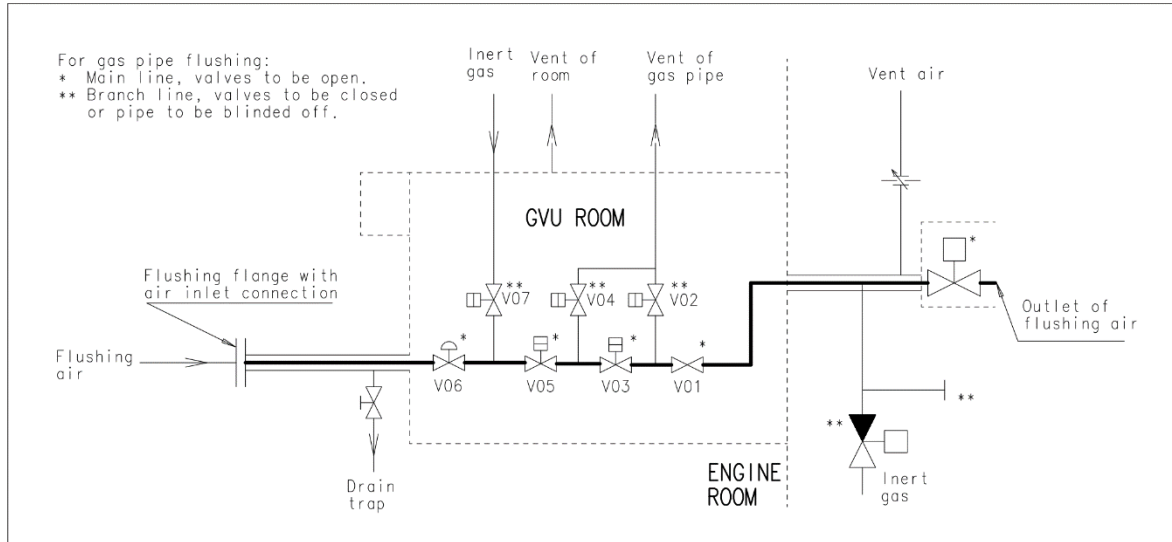 For gas pipe flushing:
* Main line, valves to be open.
** Branch line, valves to be closed
or pipe to be blinded off.
Inert
gas
Vent of
room
Vent of
gas pipe
Vent air
GVU ROOM
Flushing flange with
air inlet connection
**
V07
**
V04
**
V02
*
Outlet of
flushing air
Flushing
air
*
V06
*
V05
*
V03
*
V01
**
**
Drain
trap
ENGINE
ROOM
Inert
gas